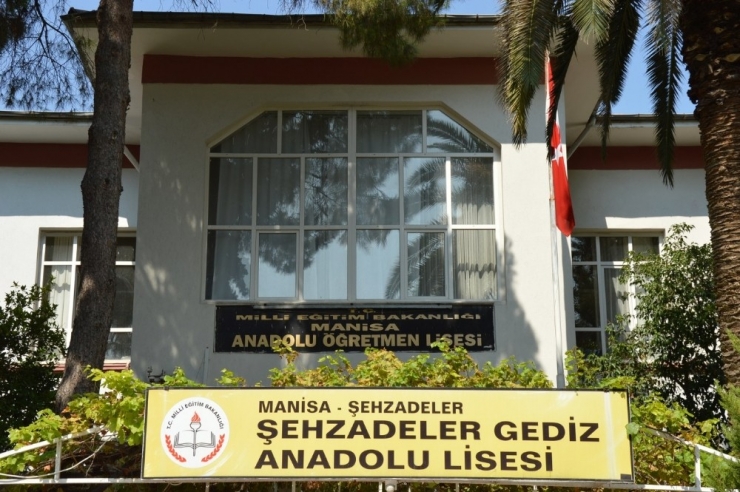 T.C.
MİLLİ EĞİTİM BAKANLIĞI
MANİSA
ANADOLU ÖĞRETMEN LİSESİ
T.C. MİLLİ EĞİTİM BAKANLIĞI
MANİSA - ŞEHZADELER
ŞEHZADELER GEDİZ
ANADOLU LİSESİ